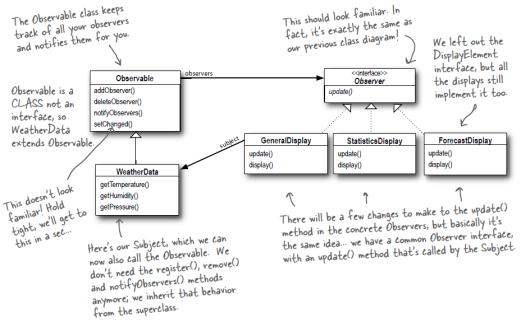 The Observable class keeps
track of all your observers
and notifies them for you.
This should look familiar. In
fact, it's exactly the same as
our previous class diagram!
We left out the
DisplayElement
interface, but all
the displays still
implement it too.
Observable is a
CLASS not an
interface, so
WeatherData
extends Observable.
Observable
addObserver()
deleteObserver()
notifyObservers()
setChanged()
observers
<<interface>>
Observer
update()
subject
GeneralDisplay
update()
display()
StatisticsDisplay
update()
display()
ForecastDisplay
update()
display()
WeatherData
getTemperature()
getHumidity()
getPressure()
This doesn't look
familiar! Hold
tight, we'll get to
this in a sec...
Here's our Subject, which we can
now also call the Observable. We
don't need the register(), remove()
and notifyObservers() methods
anymore; we inherit that behavior
from the superclass.
There will be a few changes to make to the update()
method in the concrete Observers, but basically it's
the same idea... we have a common Observer interface,
with an update() method that's called by the Subject.